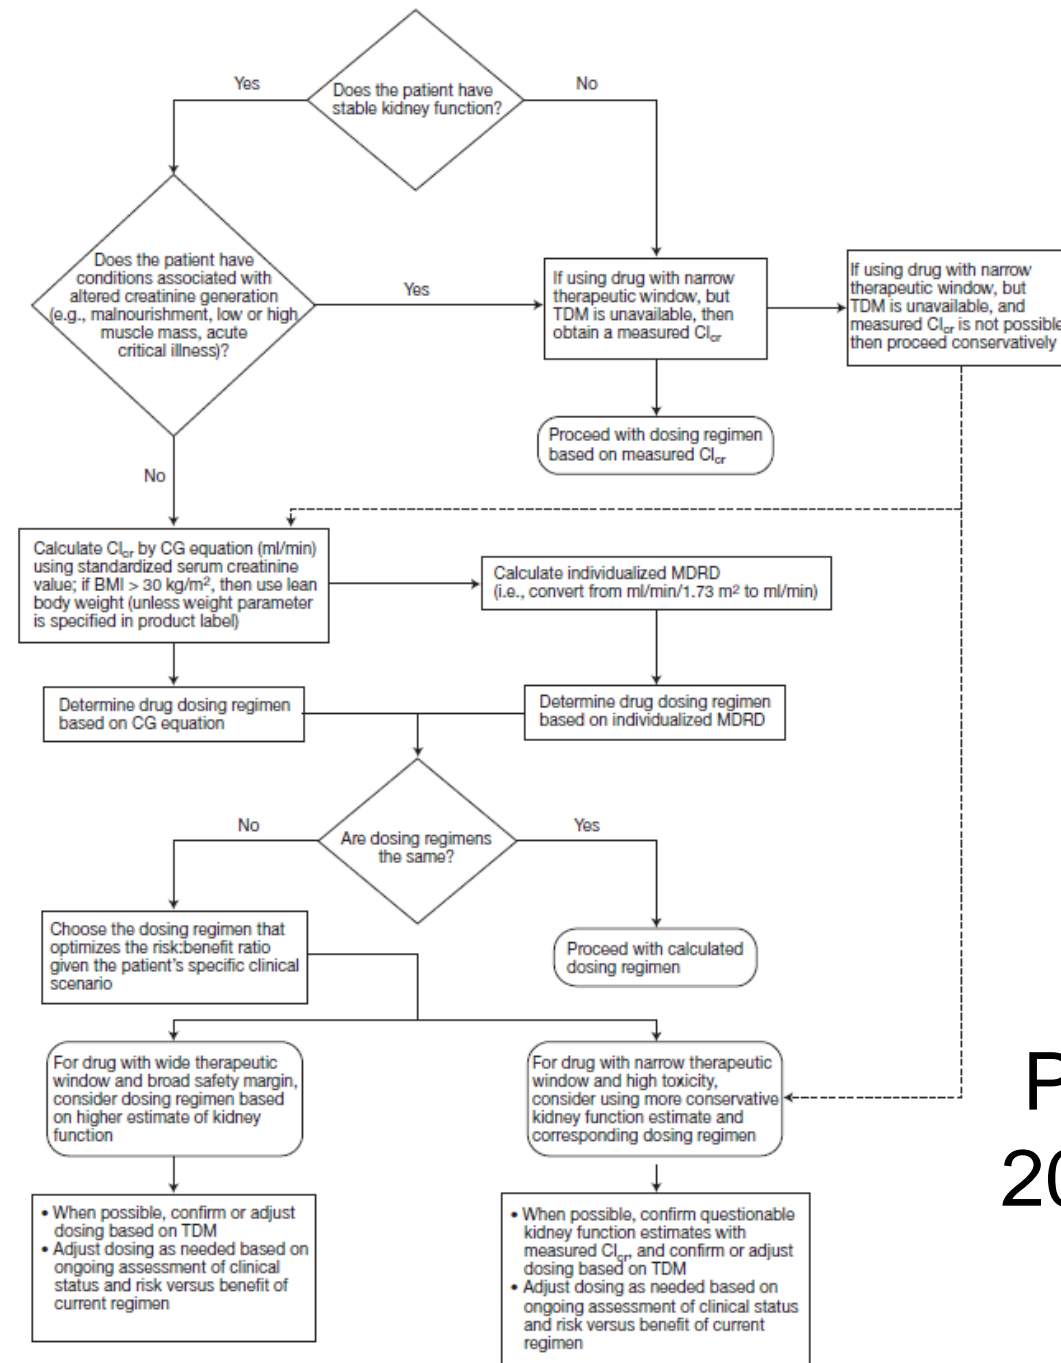 Does the patient have
stable kidney function?
Yes
No
Does the patient have
conditions associated with
altered creatinine generation
(e.g., malnourishment, low or high
muscle mass, acute
critical illness)?
Yes
If using drug with narrow
therapeutic window, but
TDM is unavailable, then
obtain a measured Clcr
If using drug with narrow
therapeutic window, but
TDM is unavailable, and
measured Clcr is not possible
then proceed conservatively
Proceed with dosing regimen
based on measured Clcr
No
Calculate Clcr by CG equation (ml/min)
using standardized serum creatinine
value; if BMI > 30 kg/m², then use lean
body weight (unless weight parameter
is specified in product label)
Calculate individualized MDRD
(i.e., convert from ml/min/1.73 m² to ml/min)
Determine drug dosing regimen
based on CG equation
Determine drug dosing regimen
based on individualized MDRD
Are dosing regimens
the same?
No
Yes
Choose the dosing regimen that
optimizes the risk:benefit ratio
given the patient's specific clinical
scenario
Proceed with calculated
dosing regimen
For drug with wide therapeutic
window and broad safety margin,
consider dosing regimen based
on higher estimate of kidney
function
For drug with narrow therapeutic
window and high toxicity,
consider using more conservative
kidney function estimate and
corresponding dosing regimen
• When possible, confirm or adjust
dosing based on TDM
• Adjust dosing as needed based on
ongoing assessment of clinical
status and risk versus benefit of
current regimen
• When possible, confirm questionable
kidney function estimates with
measured Clcr, and confirm or adjust
dosing based on TDM
• Adjust dosing as needed based on
ongoing assessment of clinical status
and risk versus benefit of current
regimen